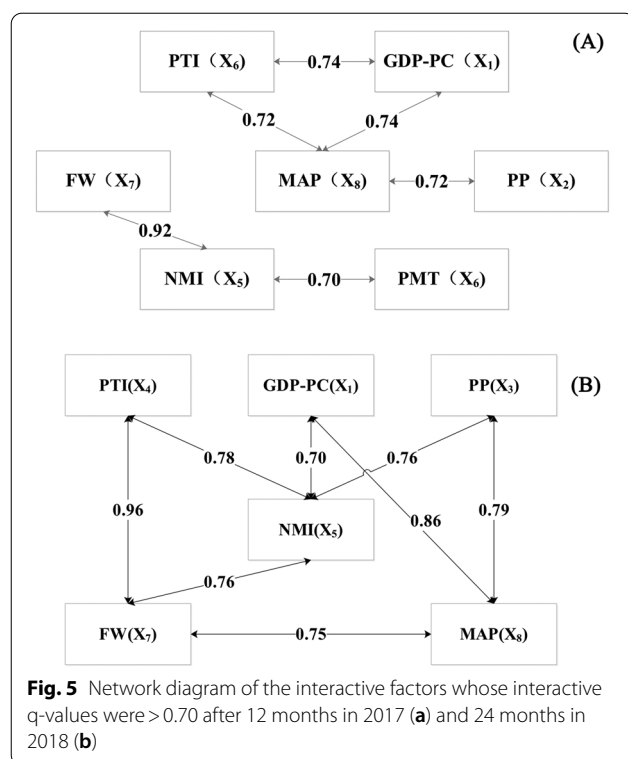 (A)
PTI（X6） 0.74 GDP-PC（X1）
0.72 0.74
FW（X7） MAP（X8） 0.72 PP（X2）
0.92
NMI（X5） 0.70 PMT（X6）
PTI(X4) GDP-PC(X1) PP(X3) (B)
0.78 0.70 0.76
0.96 0.86 0.79
NMI(X5)
0.76
FW(X7) 0.75 MAP(X8)
Fig. 5 Network diagram of the interactive factors whose interactive
q-values were > 0.70 after 12 months in 2017 (a) and 24 months in
2018 (b)